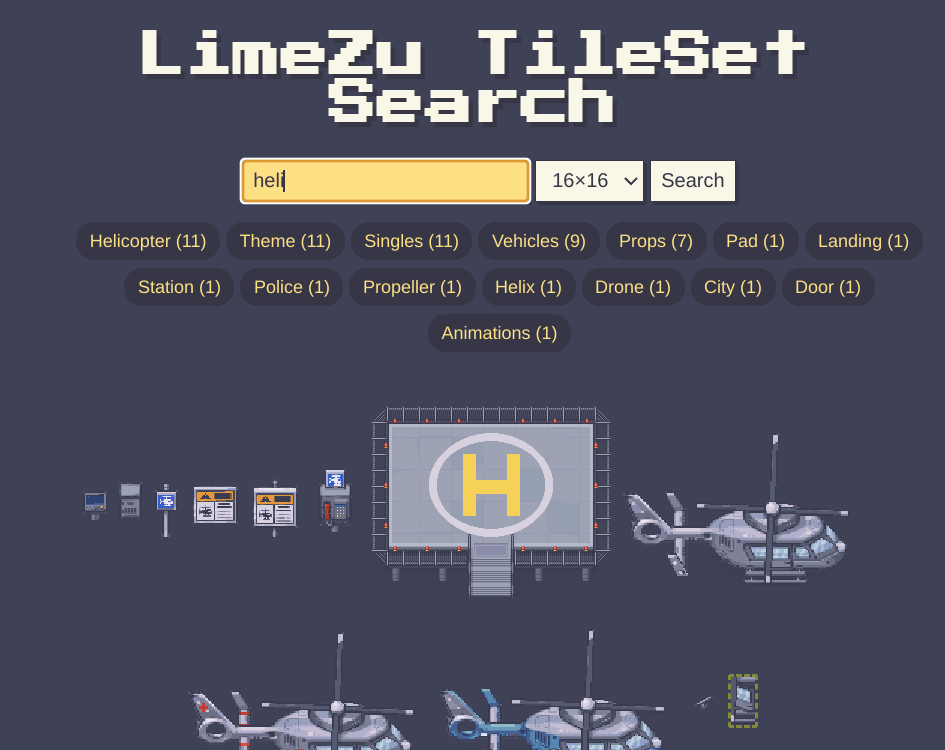 LimeZu TileSet
Search
heli 16×16 Search
Helicopter (11) Theme (11) Singles (11) Vehicles (9) Props (7) Pad (1) Landing (1)
Station (1) Police (1) Propeller (1) Helix (1) Drone (1) City (1) Door (1)
Animations (1)
H